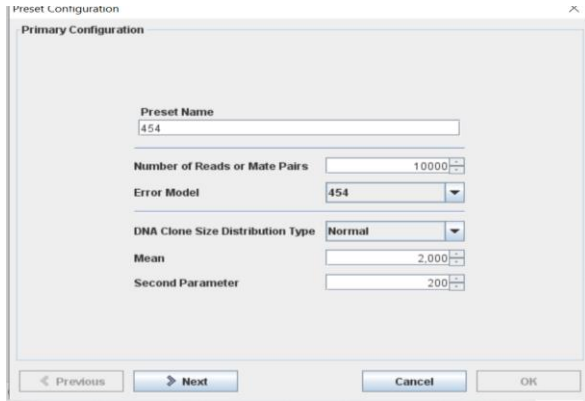 Preset Configuration
Primary Configuration
Preset Name
454
Number of Reads or Mate Pairs 10000
Error Model 454
DNA Clone Size Distribution Type Normal
Mean 2,000
Second Parameter 200
Previous Next Cancel OK